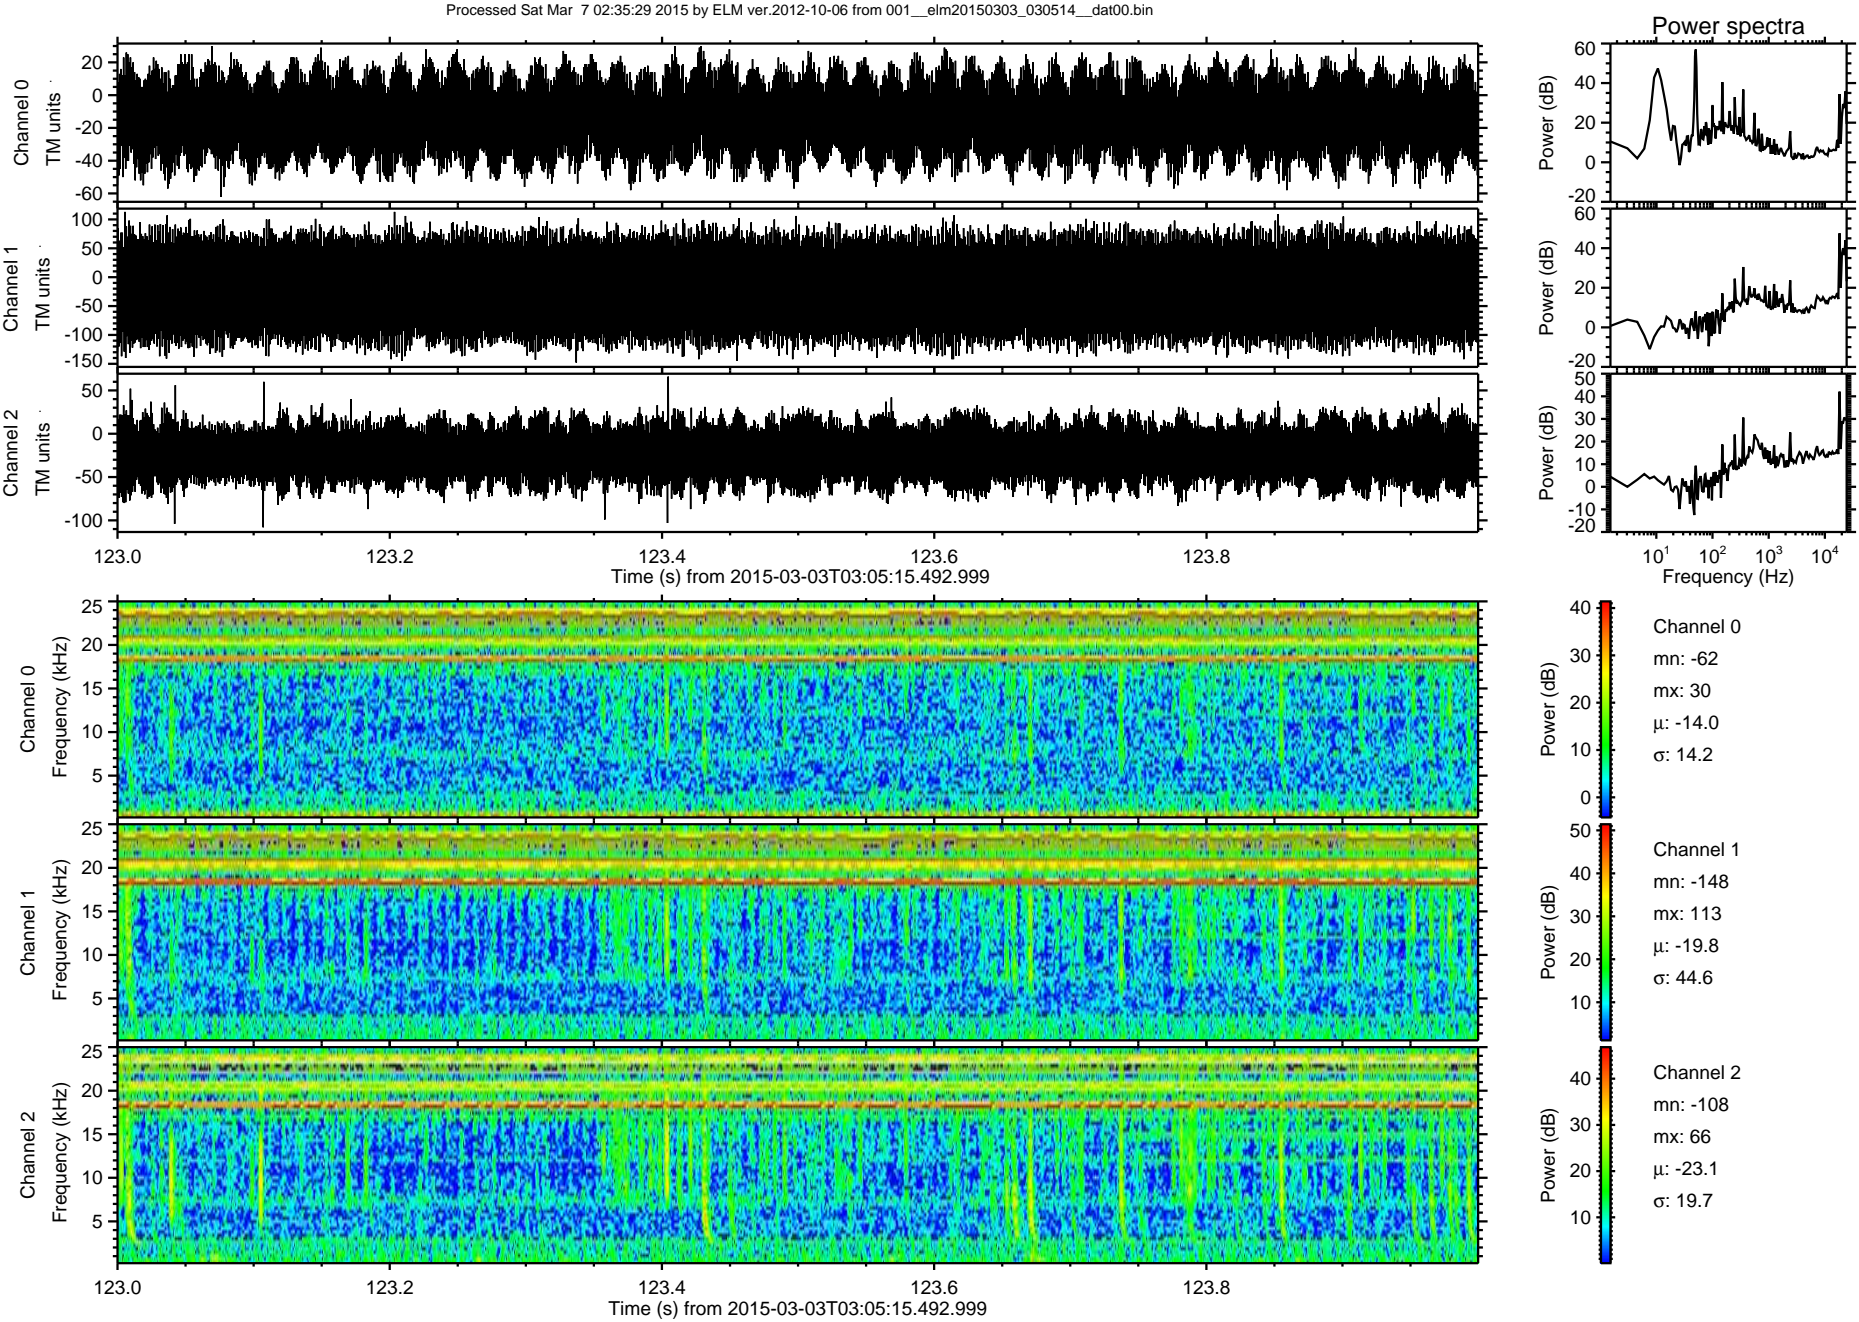 Processed Sat Mar 7 02:35:29 2015 by ELM ver.2012-10-06 from 001__elm20150303_030514__dat00.bin
Power spectra
Channel 0
TM units
20
0
-20
-40
-60
Power (dB)
60
40
20
0
-20
Channel 1
TM units
100
50
0
-50
-100
-150
Power (dB)
60
40
20
0
-20
Channel 2
TM units
50
0
-50
-100
Power (dB)
50
40
30
20
10
0
-10
-20
123.0 123.2 123.4 123.6 123.8
Time (s) from 2015-03-03T03:05:15.492.999
10¹ 10² 10³ 10⁴
Frequency (Hz)
Channel 0
Frequency (kHz)
25
20
15
10
5
Power (dB)
40
30
20
10
0
Channel 0
mn: -62
mx: 30
μ: -14.0
σ: 14.2
Channel 1
Frequency (kHz)
25
20
15
10
5
Power (dB)
50
40
30
20
10
Channel 1
mn: -148
mx: 113
μ: -19.8
σ: 44.6
Channel 2
Frequency (kHz)
25
20
15
10
5
Power (dB)
40
30
20
10
Channel 2
mn: -108
mx: 66
μ: -23.1
σ: 19.7
123.0 123.2 123.4 123.6 123.8
Time (s) from 2015-03-03T03:05:15.492.999